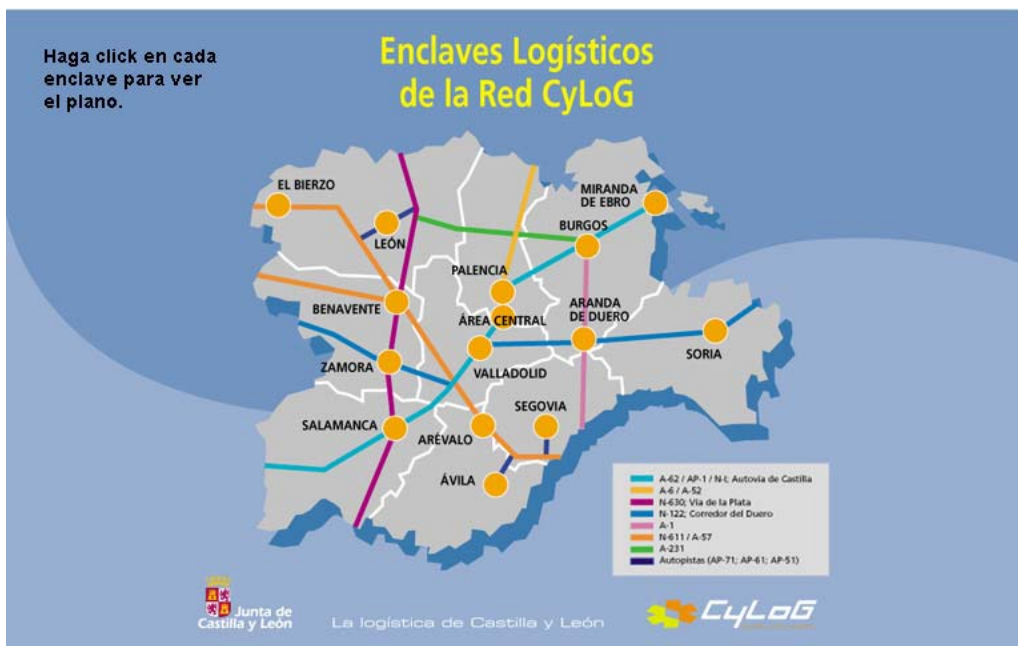 Haga click en cada
enclave para ver
el plano.
Enclaves Logísticos
de la Red CyLoG
EL BIERZO
MIRANDA
DE EBRO
LEÓN
BURGOS
PALENCIA
BENAVENTE
ÁREA CENTRAL
ARANDA
DE DUERO
SORIA
ZAMORA
VALLADOLID
SEGOVIA
SALAMANCA
ARÉVALO
ÁVILA
A-62 / AP-1 / N-I; Autovía de Castilla
A-6 / A-52
N-630; Vía de la Plata
N-122; Corredor del Duero
A-1
N-611 / A-57
A-231
Autopistas (AP-71; AP-61; AP-51)
Junta de
Castilla y León
La logística de Castilla y León
CyLoG